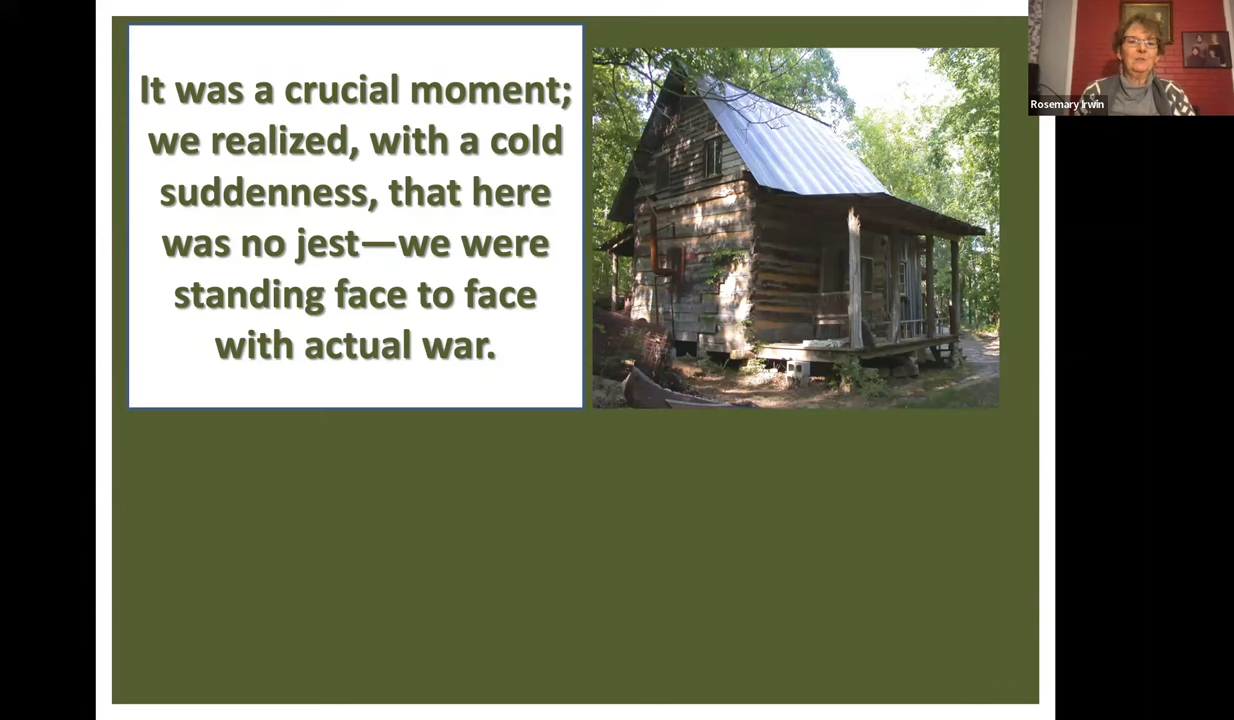 It was a crucial moment;
we realized, with a cold
suddenness, that here
was no jest—we were
standing face to face
with actual war.
Rosemary Irwin